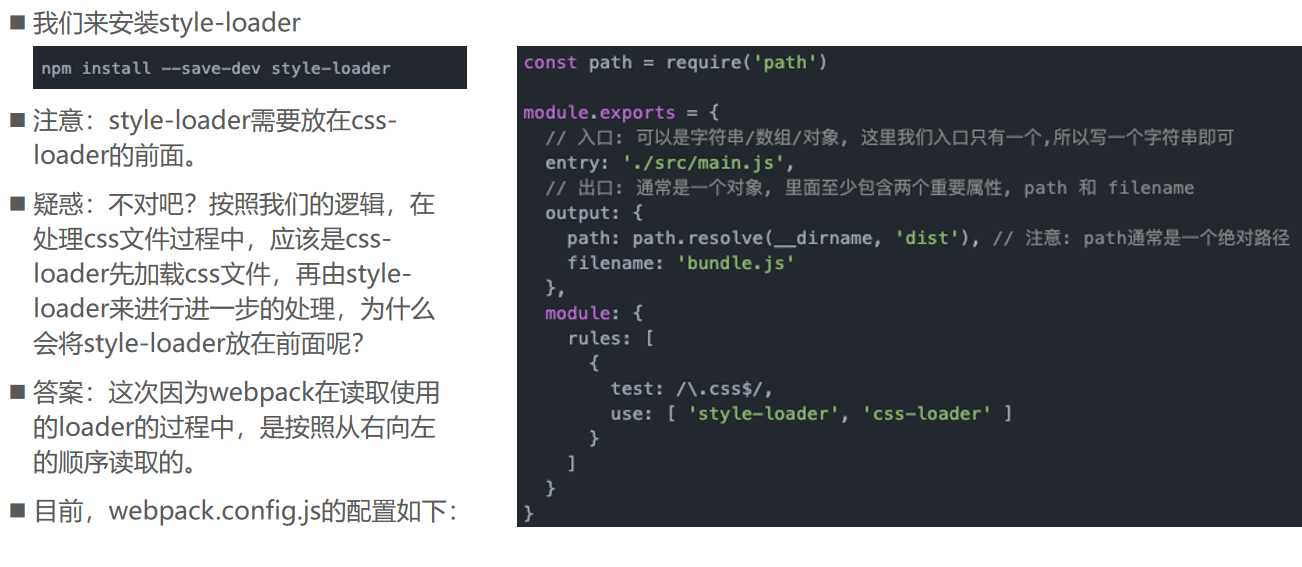 ■ 我们来安装style-loader
npm install --save-dev style-loader
■ 注意：style-loader需要放在css-
loader的前面。
■ 疑惑：不对吧？按照我们的逻辑，在
处理css文件过程中，应该是css-
loader先加载css文件，再由style-
loader来进行进一步的处理，为什么
会将style-loader放在前面呢？
■ 答案：这次因为webpack在读取使用
的loader的过程中，是按照从右向左
的顺序读取的。
■ 目前，webpack.config.js的配置如下：
const path = require('path')
module.exports = {
  // 入口: 可以是字符串/数组/对象, 这里我们入口只有一个,所以写一个字符串即可
  entry: './src/main.js',
  // 出口: 通常是一个对象, 里面至少包含两个重要属性, path 和 filename
  output: {
    path: path.resolve(__dirname, 'dist'), // 注意: path通常是一个绝对路径
    filename: 'bundle.js'
  },
  module: {
    rules: [
      {
        test: /\.css$/,
        use: [ 'style-loader', 'css-loader' ]
      }
    ]
  }
}